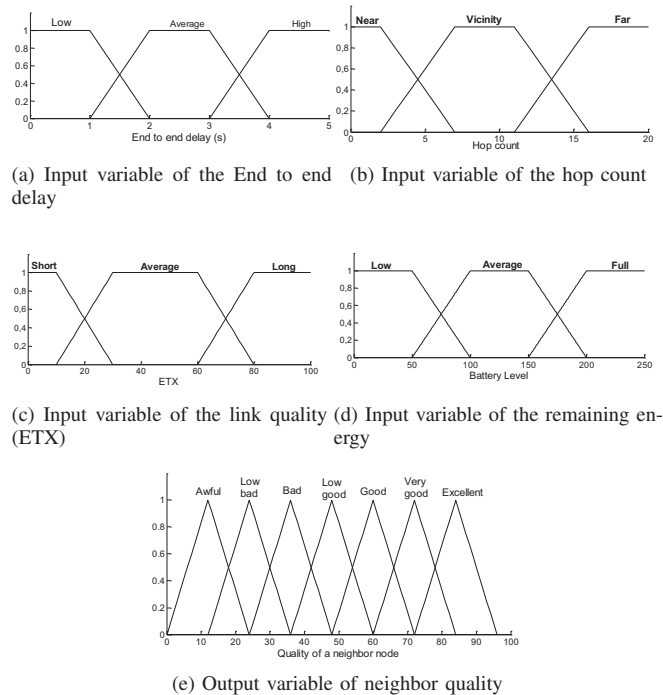 Low Average High
1
0.8
0.6
0.4
0.2
0
0 1 2 3 4 5
End to end delay (s)
(a) Input variable of the End to end
delay
Near Vicinity Far
1
0,8
0,6
0,4
0,2
0
0 5 10 15 20
Hop count
(b) Input variable of the hop count
Short Average Long
1
0,8
0,6
0,4
0,2
0
0 20 40 60 80 100
ETX
(c) Input variable of the link quality
(ETX)
Low Average Full
1
0,8
0,6
0,4
0,2
0
0 50 100 150 200 250
Battery Level
(d) Input variable of the remaining en-
ergy
Awful Low bad Bad Low good Good Very good Excellent
1
0.8
0.6
0.4
0.2
0
0 10 20 30 40 50 60 70 80 90 100
Quality of a neighbor node
(e) Output variable of neighbor quality